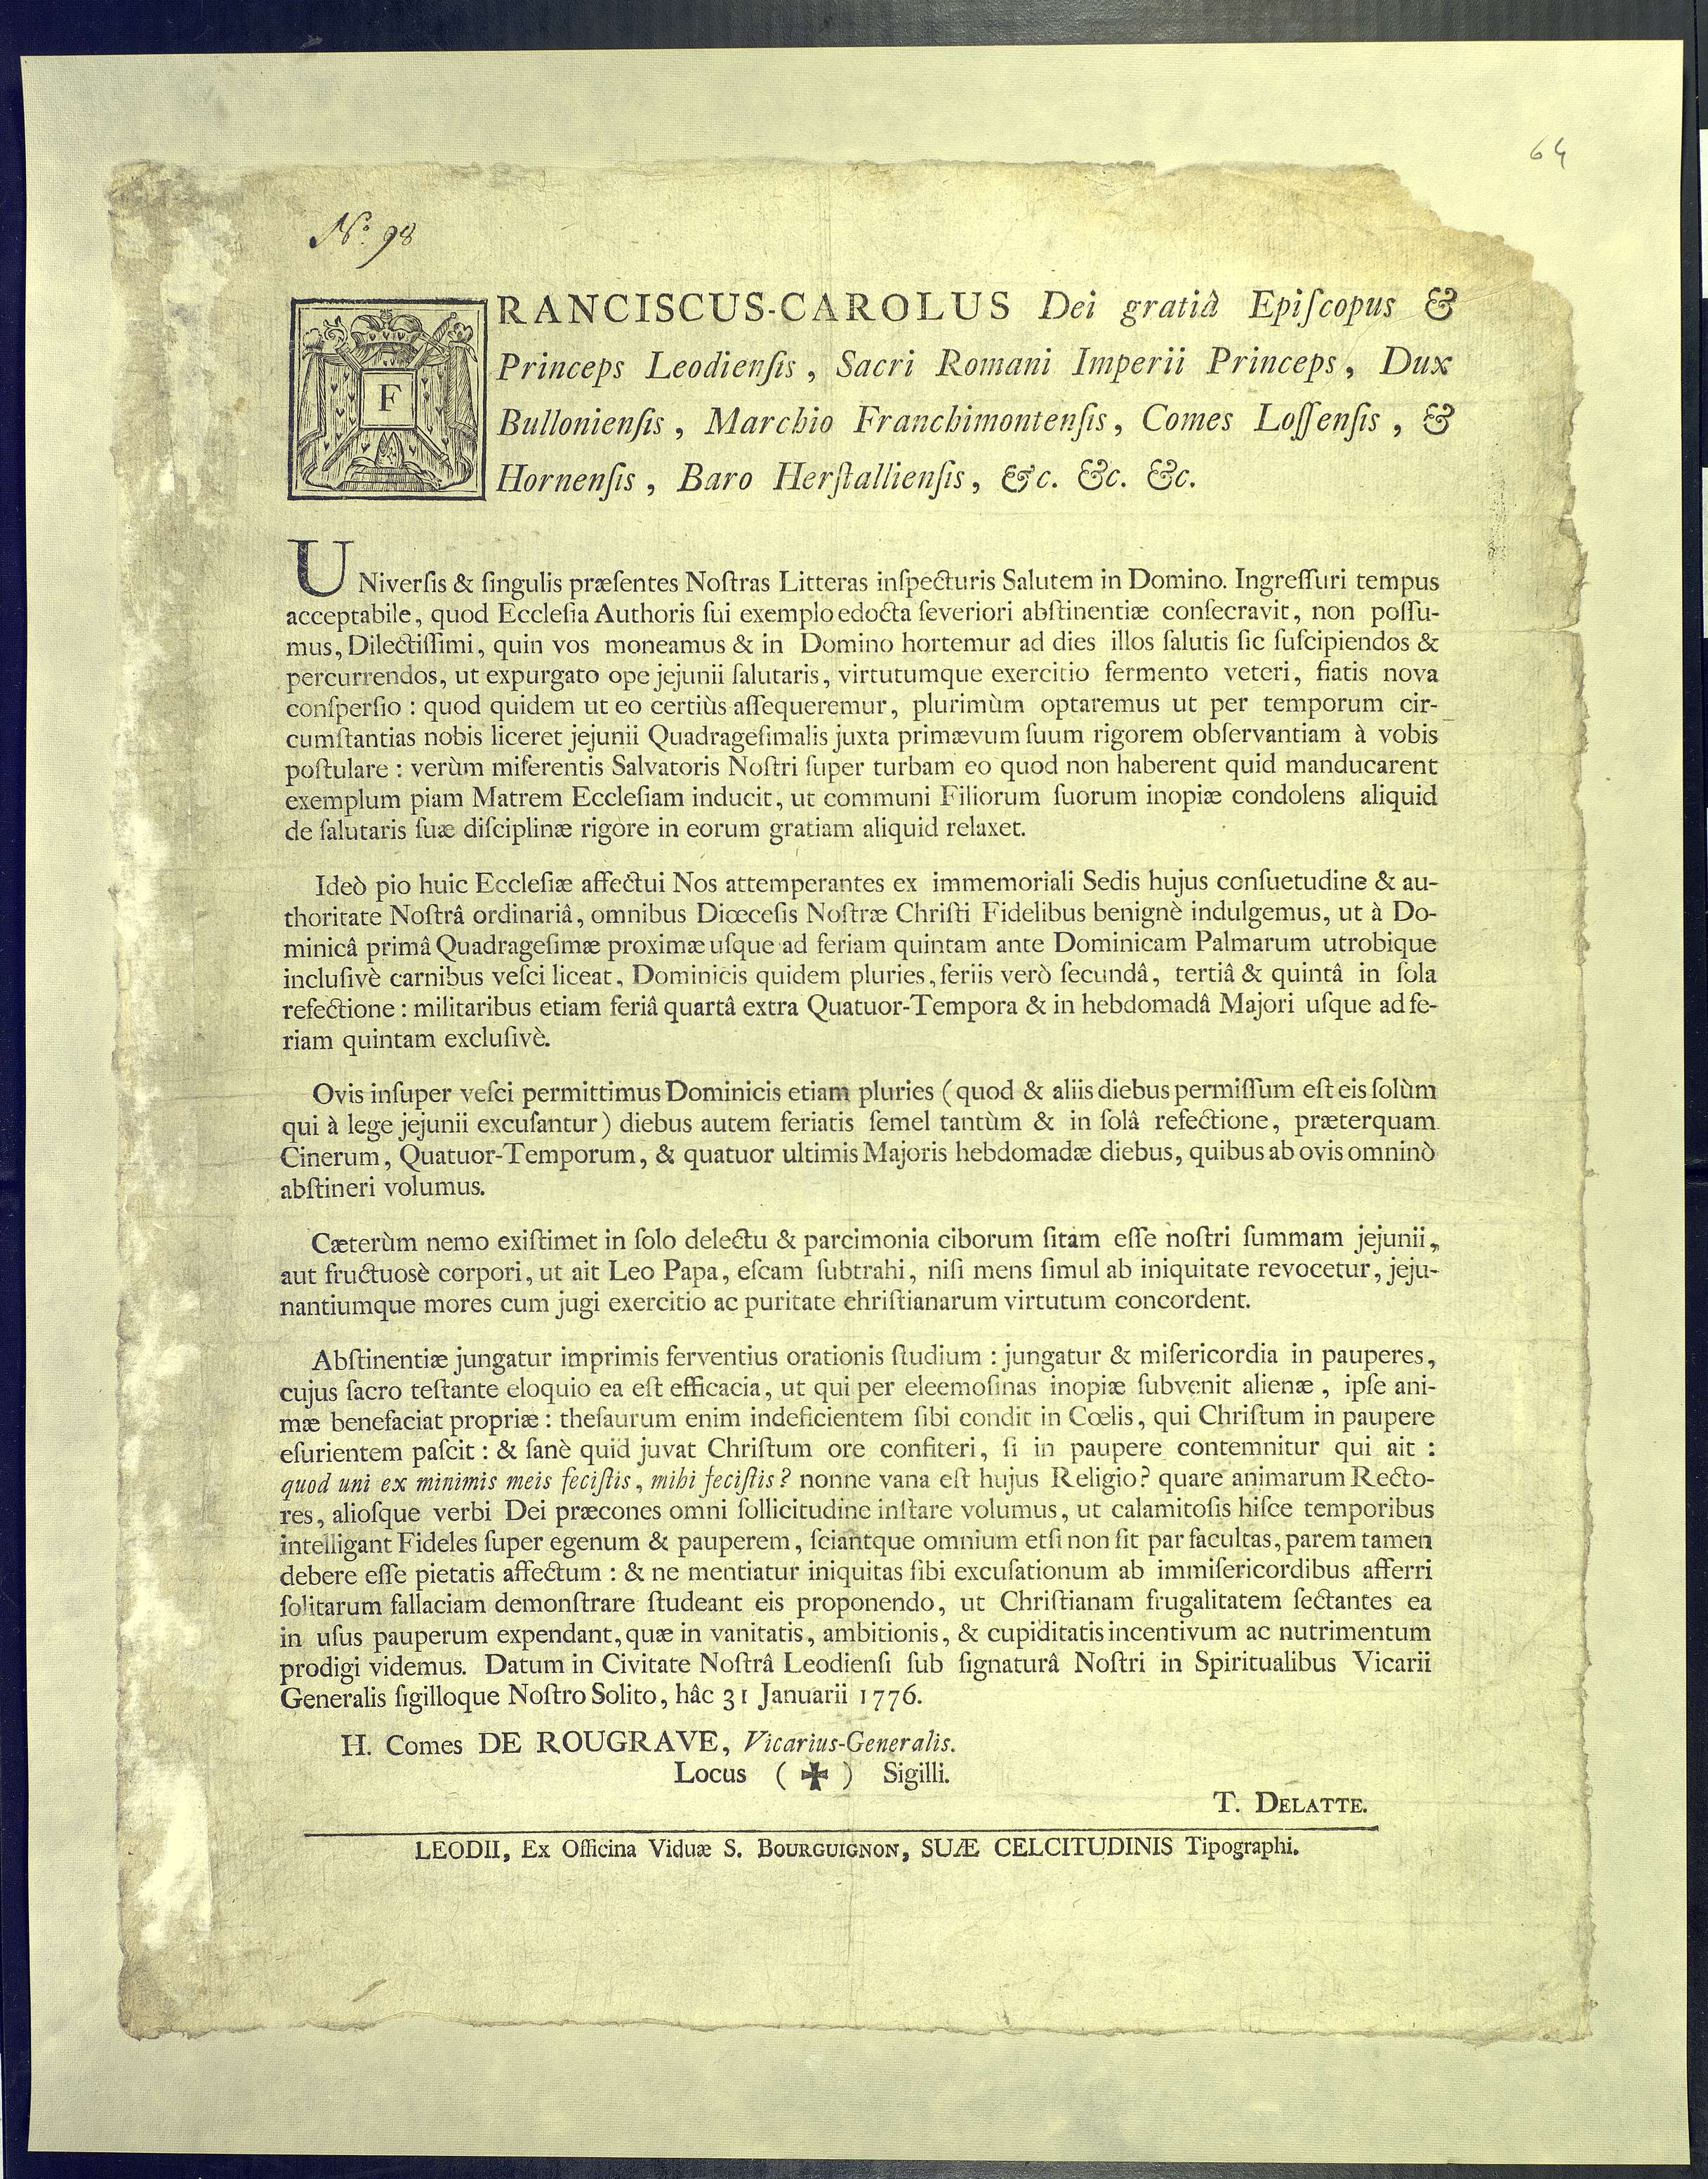 64
Nº. 98
FRANCISCUS-CAROLUS Dei gratiâ Epiſcopus &
Princeps Leodienſis, Sacri Romani Imperii Princeps, Dux
Bullonienſis, Marchio Franchimontenſis, Comes Loſſenſis, &
Hornenſis, Baro Herſtallienſis, &c. &c. &c.
UNiverſis & ſingulis præſentes Noſtras Litteras inſpecturis Salutem in Domino. Ingreſſuri tempus
acceptabile, quod Eccleſia Authoris ſui exemplo edocta ſeveriori abſtinentiæ conſecravit, non poſſu-
mus, Dilectiſſimi, quin vos moneamus & in Domino hortemur ad dies illos ſalutis ſic ſuſcipiendos &
percurrendos, ut expurgato ope jejunii ſalutaris, virtutumque exercitio fermento veteri, fiatis nova
conſperſio : quod quidem ut eo certiùs aſſequeremur, plurimùm optaremus ut per temporum cir-
cumſtantias nobis liceret jejunii Quadrageſimalis juxta primævum ſuum rigorem obſervantiam à vobis
poſtulare : verùm miſerentis Salvatoris Noſtri ſuper turbam eo quod non haberent quid manducarent
exemplum piam Matrem Eccleſiam inducit, ut communi Filiorum ſuorum inopiæ condolens aliquid
de ſalutaris ſuæ diſciplinæ rigore in eorum gratiam aliquid relaxet.
Ideò pio huic Eccleſiæ affectui Nos attemperantes ex immemoriali Sedis hujus conſuetudine & au-
thoritate Noſtrâ ordinariâ, omnibus Diœceſis Noſtræ Chriſti Fidelibus benignè indulgemus, ut à Do-
minicâ primâ Quadrageſimæ proximæ uſque ad feriam quintam ante Dominicam Palmarum utrobique
incluſivè carnibus veſci liceat, Dominicis quidem pluries, feriis verò ſecundâ, tertiâ & quintâ in ſola
refectione : militaribus etiam feriâ quartâ extra Quatuor-Tempora & in hebdomadâ Majori uſque ad fe-
riam quintam excluſivè.
Ovis inſuper veſci permittimus Dominicis etiam pluries ( quod & aliis diebus permiſſum eſt eis ſolùm
qui à lege jejunii excuſantur ) diebus autem feriatis ſemel tantùm & in ſolâ refectione, præterquam
Cinerum, Quatuor-Temporum, & quatuor ultimis Majoris hebdomadæ diebus, quibus ab ovis omninò
abſtineri volumus.
Cæterùm nemo exiſtimet in ſolo delectu & parcimonia ciborum ſitam eſſe noſtri ſummam jejunii,
aut fructuosè corpori, ut ait Leo Papa, eſcam ſubtrahi, niſi mens ſimul ab iniquitate revocetur, jeju-
nantiumque mores cum jugi exercitio ac puritate chriſtianarum virtutum concordent.
Abſtinentiæ jungatur imprimis ferventius orationis ſtudium : jungatur & miſericordia in pauperes,
cujus ſacro teſtante eloquio ea eſt efficacia, ut qui per eleemoſinas inopiæ ſubvenit alienæ, ipſe ani-
mæ benefaciat propriæ : theſaurum enim indeficientem ſibi condit in Cœlis, qui Chriſtum in paupere
eſurientem paſcit : & ſanè quid juvat Chriſtum ore confiteri, ſi in paupere contemnitur qui ait :
quod uni ex minimis meis feciſtis, mihi feciſtis? nonne vana eſt hujus Religio? quare animarum Recto-
res, alioſque verbi Dei præcones omni ſollicitudine inſtare volumus, ut calamitoſis hiſce temporibus
intelligant Fideles ſuper egenum & pauperem, ſciantque omnium etſi non ſit par facultas, parem tamen
debere eſſe pietatis affectum : & ne mentiatur iniquitas ſibi excuſationum ab immiſericordibus afferri
ſolitarum fallaciam demonſtrare ſtudeant eis proponendo, ut Chriſtianam frugalitatem ſectantes ea
in uſus pauperum expendant, quæ in vanitatis, ambitionis, & cupiditatis incentivum ac nutrimentum
prodigi videmus. Datum in Civitate Noſtrâ Leodienſi ſub ſignaturâ Noſtri in Spiritualibus Vicarii
Generalis ſigilloque Noſtro Solito, hâc 31 Januarii 1776.
H. Comes DE ROUGRAVE, Vicarius-Generalis.
Locus ( ✠ ) Sigilli.
T. DELATTE.
LEODII, Ex Officina Viduæ S. BOURGUIGNON, SUÆ CELCITUDINIS Tipographi.